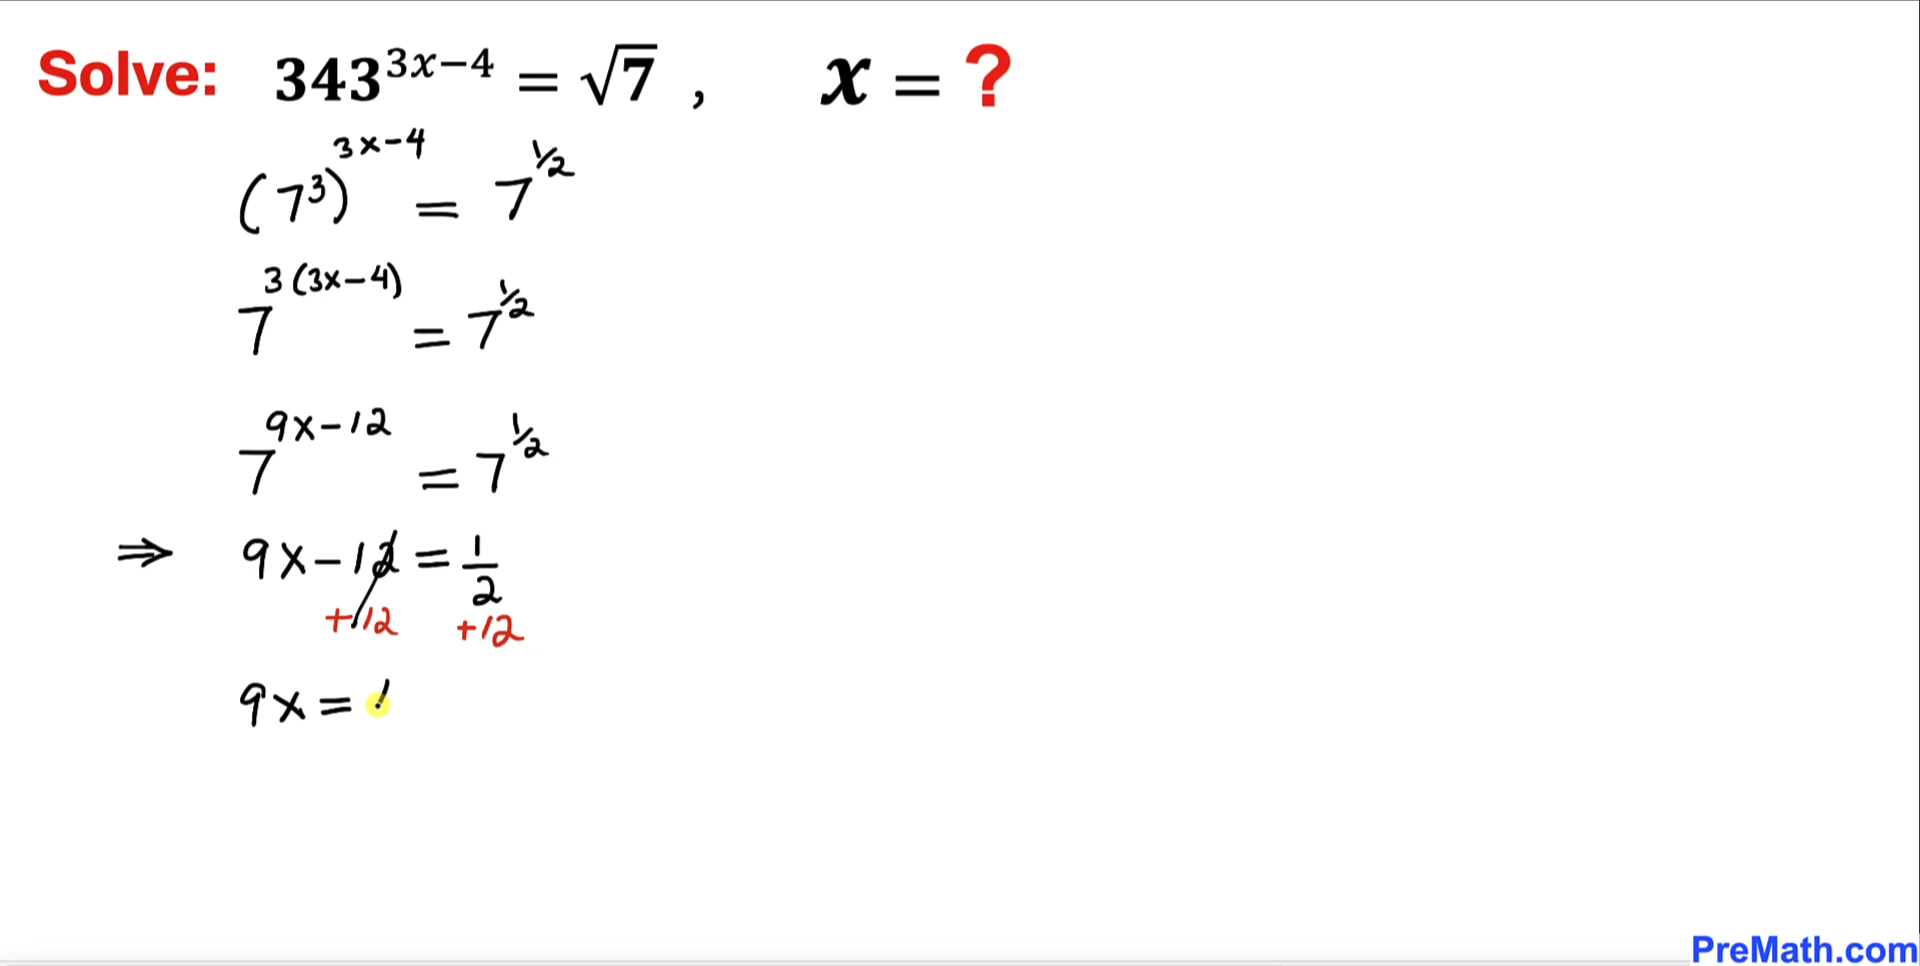 Solve: 343^{3x−4} = √7 , x = ?
(7³)^{3x−4} = 7^{1/2}
7^{3(3x−4)} = 7^{1/2}
7^{9x−12} = 7^{1/2}
⇒ 9x−12 = 1/2
+12 +12
9x =
PreMath.com